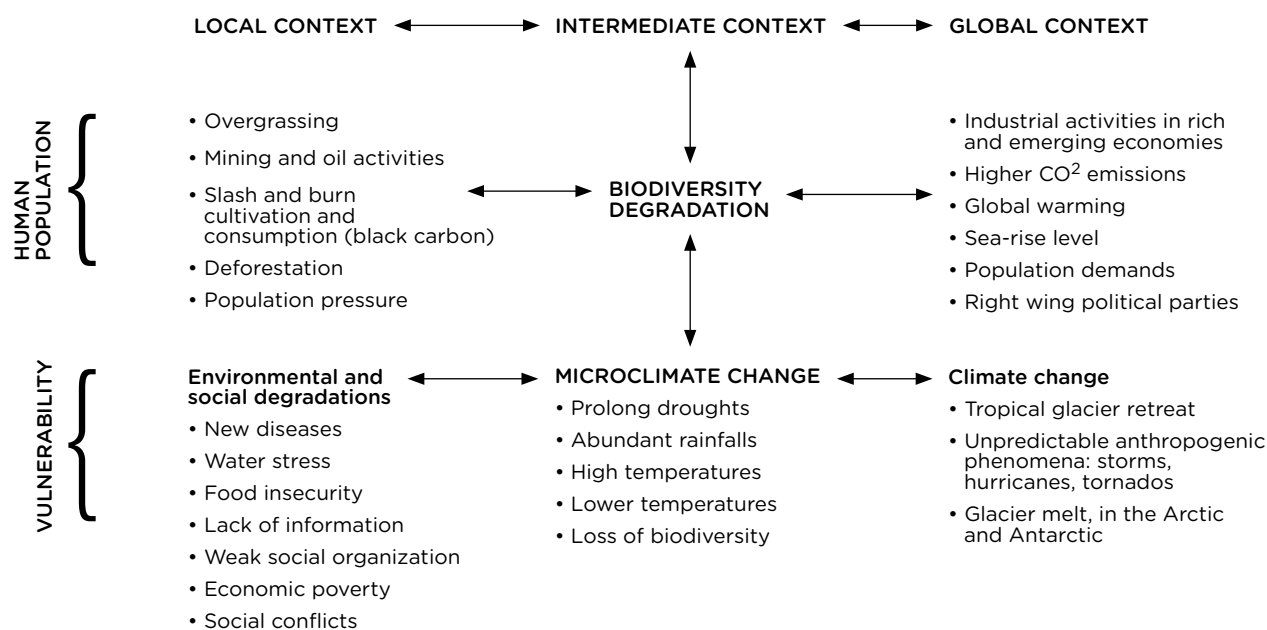 LOCAL CONTEXT
INTERMEDIATE CONTEXT
GLOBAL CONTEXT
HUMAN
POPULATION
• Overgrassing
• Mining and oil activities
• Slash and burn
cultivation and
consumption (black carbon)
• Deforestation
• Population pressure
BIODIVERSITY
DEGRADATION
• Industrial activities in rich
and emerging economies
• Higher CO² emissions
• Global warming
• Sea-rise level
• Population demands
• Right wing political parties
VULNERABILITY
Environmental and
social degradations
• New diseases
• Water stress
• Food insecurity
• Lack of information
• Weak social organization
• Economic poverty
• Social conflicts
MICROCLIMATE CHANGE
• Prolong droughts
• Abundant rainfalls
• High temperatures
• Lower temperatures
• Loss of biodiversity
Climate change
• Tropical glacier retreat
• Unpredictable anthropogenic
phenomena: storms,
hurricanes, tornados
• Glacier melt, in the Arctic
and Antarctic